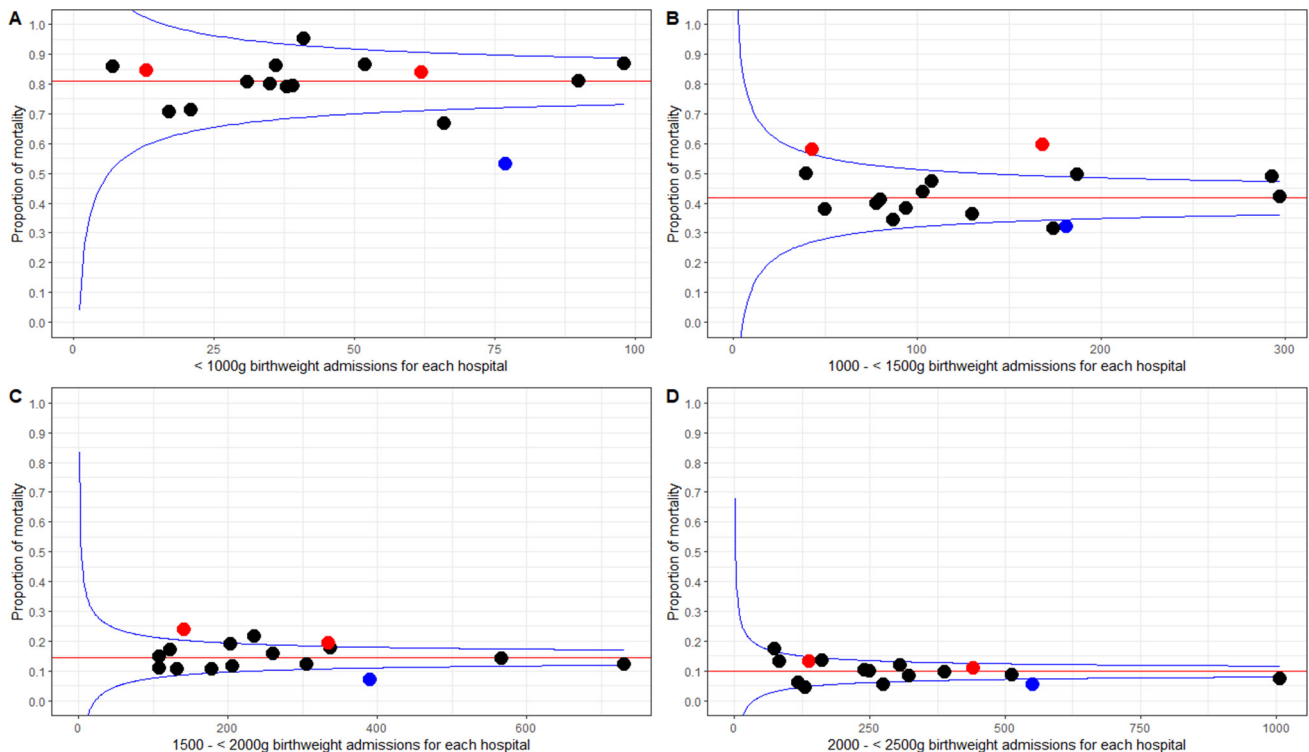 A
Proportion of mortality
1.0
0.9
0.8
0.7
0.6
0.5
0.4
0.3
0.2
0.1
0.0
0 25 50 75 100
< 1000g birthweight admissions for each hospital
B
Proportion of mortality
1.0
0.9
0.8
0.7
0.6
0.5
0.4
0.3
0.2
0.1
0.0
0 100 200 300
1000 - < 1500g birthweight admissions for each hospital
C
Proportion of mortality
1.0
0.9
0.8
0.7
0.6
0.5
0.4
0.3
0.2
0.1
0.0
0 200 400 600
1500 - < 2000g birthweight admissions for each hospital
D
Proportion of mortality
1.0
0.9
0.8
0.7
0.6
0.5
0.4
0.3
0.2
0.1
0.0
0 250 500 750 1000
2000 - < 2500g birthweight admissions for each hospital